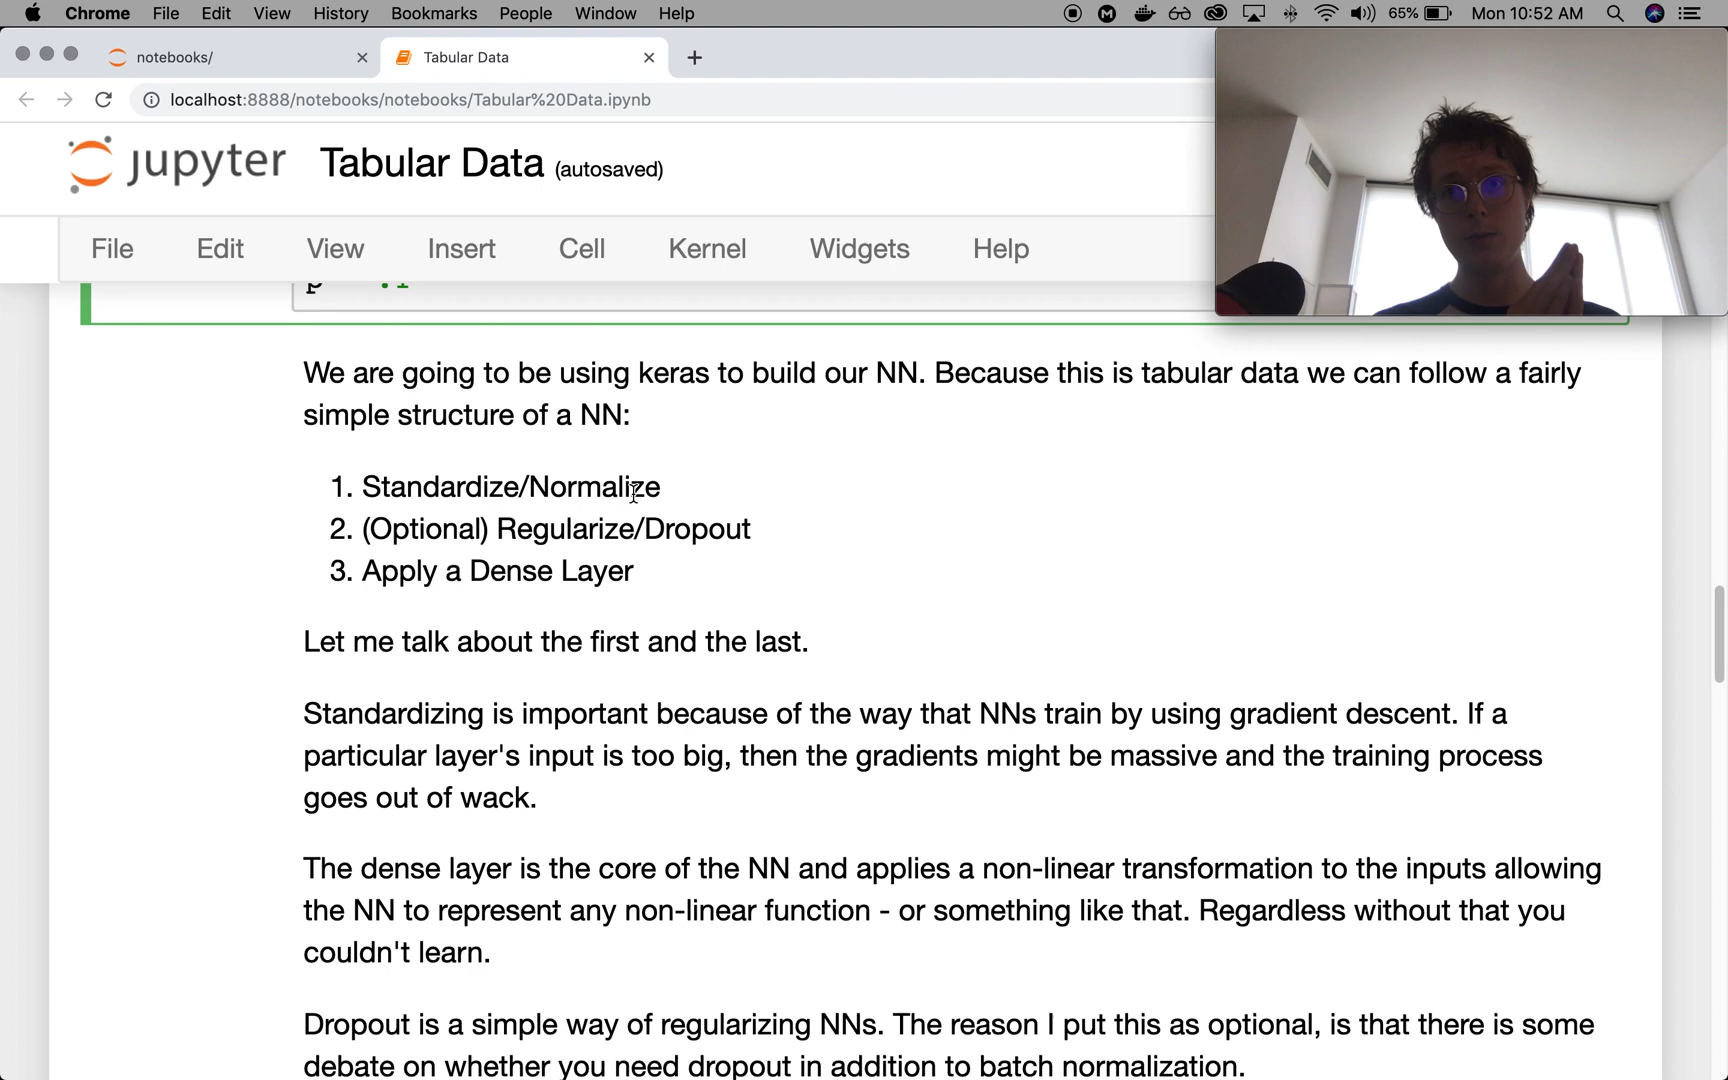 Chrome File Edit View History Bookmarks People Window Help 65% Mon 10:52 AM
notebooks/ Tabular Data
localhost:8888/notebooks/notebooks/Tabular%20Data.ipynb
jupyter Tabular Data (autosaved)
File Edit View Insert Cell Kernel Widgets Help
We are going to be using keras to build our NN. Because this is tabular data we can follow a fairly
simple structure of a NN:
1. Standardize/Normalize
2. (Optional) Regularize/Dropout
3. Apply a Dense Layer
Let me talk about the first and the last.
Standardizing is important because of the way that NNs train by using gradient descent. If a
particular layer's input is too big, then the gradients might be massive and the training process
goes out of wack.
The dense layer is the core of the NN and applies a non-linear transformation to the inputs allowing
the NN to represent any non-linear function - or something like that. Regardless without that you
couldn't learn.
Dropout is a simple way of regularizing NNs. The reason I put this as optional, is that there is some
debate on whether you need dropout in addition to batch normalization.